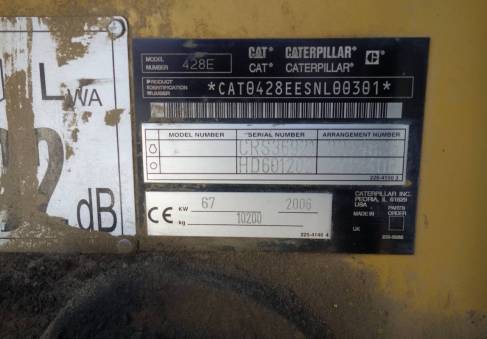 LWA
dB
MODEL NUMBER 428E CAT CATERPILLAR
CAT CATERPILLAR
PRODUCT IDENTIFICATION NUMBER *CAT0428EESNL00301*
MODEL NUMBER SERIAL NUMBER ARRANGEMENT NUMBER
CE KW 67 2006
kg 10200
CATERPILLAR INC.
PEORIA, IL 61629
USA
MADE IN
UK
PARTS
ORDER